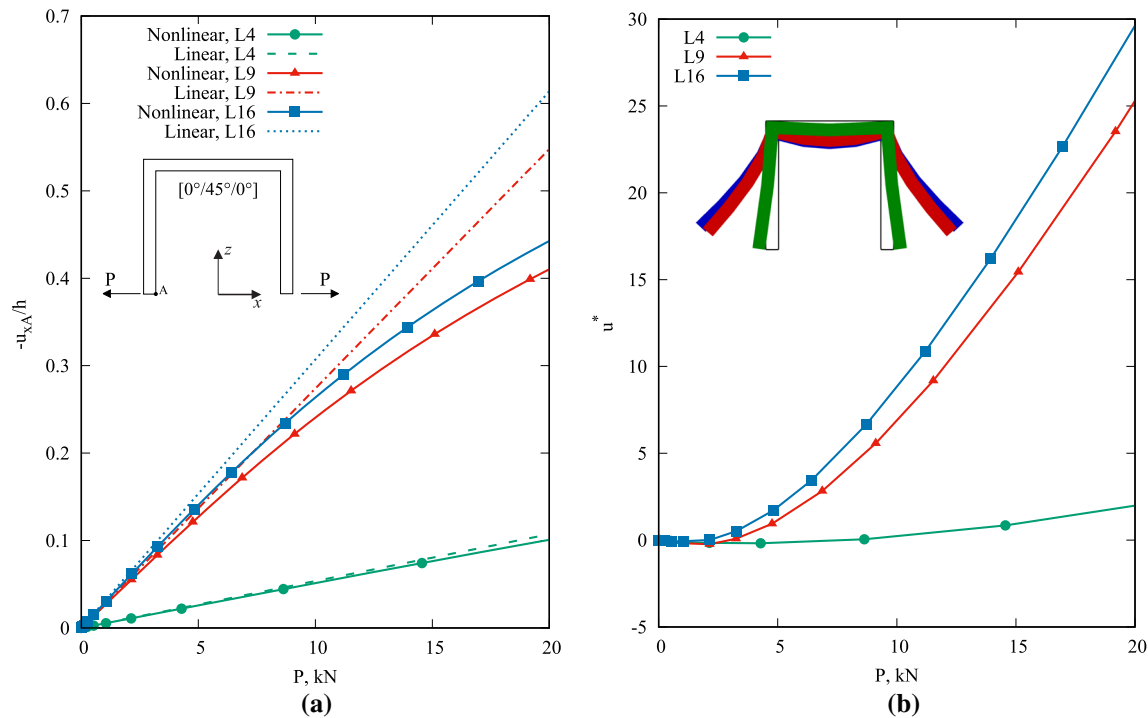 Nonlinear, L4
Linear, L4
Nonlinear, L9
Linear, L9
Nonlinear, L16
Linear, L16
[0°/45°/0°]
P
P
A
z
x
0
0.1
0.2
0.3
0.4
0.5
0.6
0.7
-u_xA/h
0 5 10 15 20
P, kN
(a)
L4
L9
L16
-5
0
5
10
15
20
25
30
u*
0 5 10 15 20
P, kN
(b)